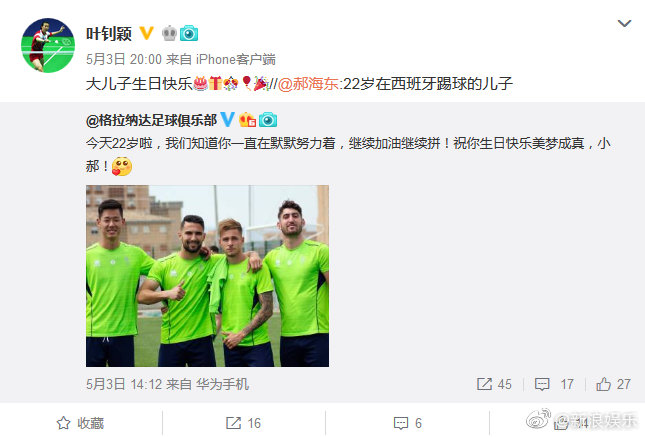 叶钊颖
5月3日 20:00 来自 iPhone客户端
大儿子生日快乐//@郝海东:22岁在西班牙踢球的儿子
@格拉纳达足球俱乐部
今天22岁啦，我们知道你一直在默默努力着，继续加油继续拼！祝你生日快乐美梦成真，小
郝！
5月3日 14:12 来自 华为手机
45 17 27
收藏 16 6 14
@新浪娱乐